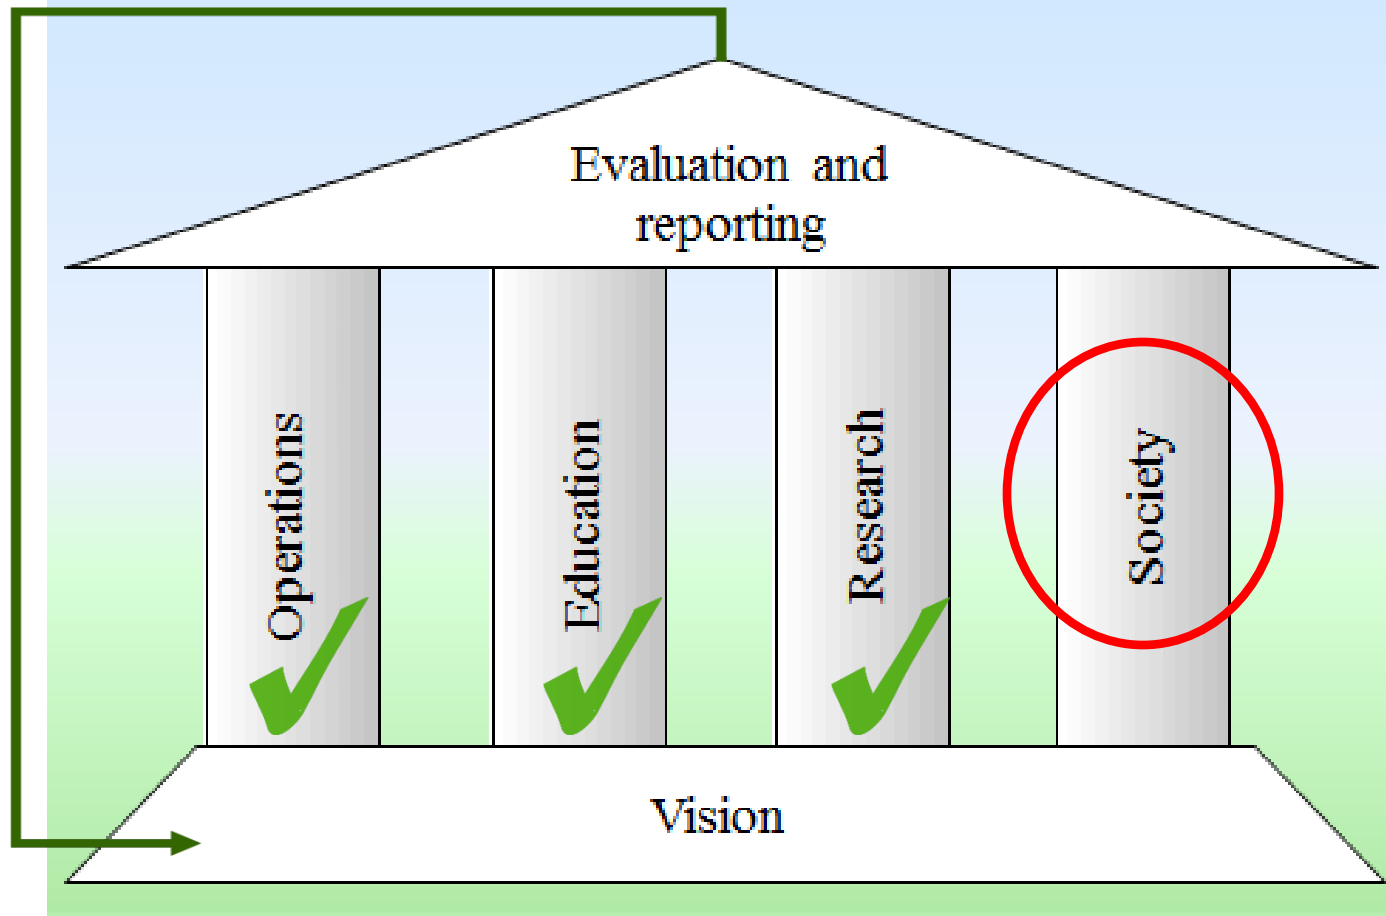 Evaluation and
reporting
Operations
Education
Research
Society
Vision